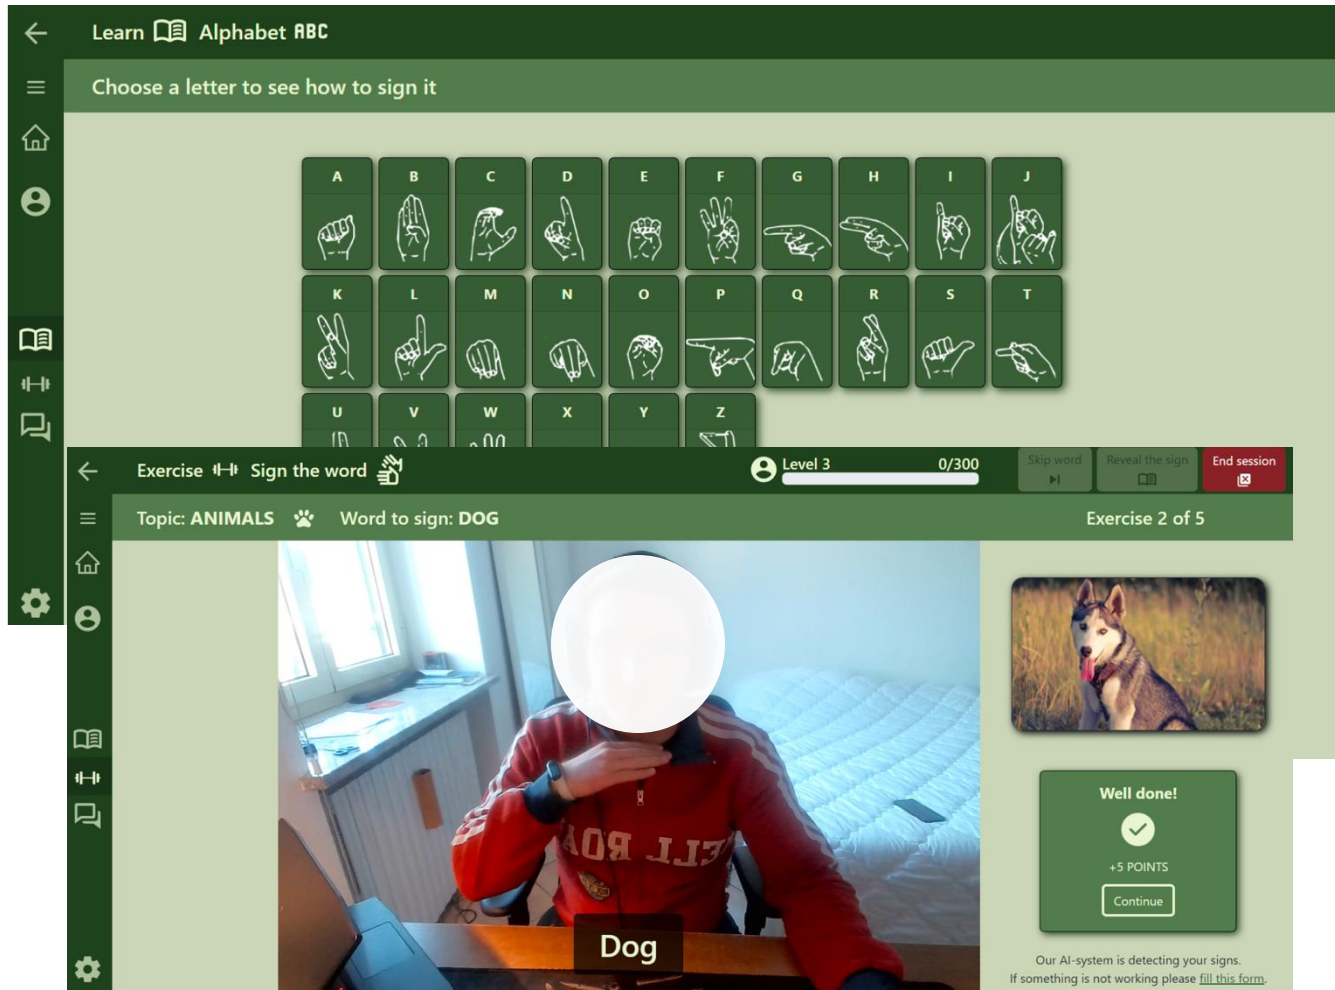 Learn Alphabet ABC
Choose a letter to see how to sign it
A B C D E F G H I J
K L M N O P Q R S T
U V W X Y Z
Exercise Sign the word
Level 3 0/300
Skip word Reveal the sign End session
Topic: ANIMALS Word to sign: DOG Exercise 2 of 5
ELL ROA
Dog
Well done!
+5 POINTS
Continue
Our AI-system is detecting your signs.
If something is not working please fill this form.